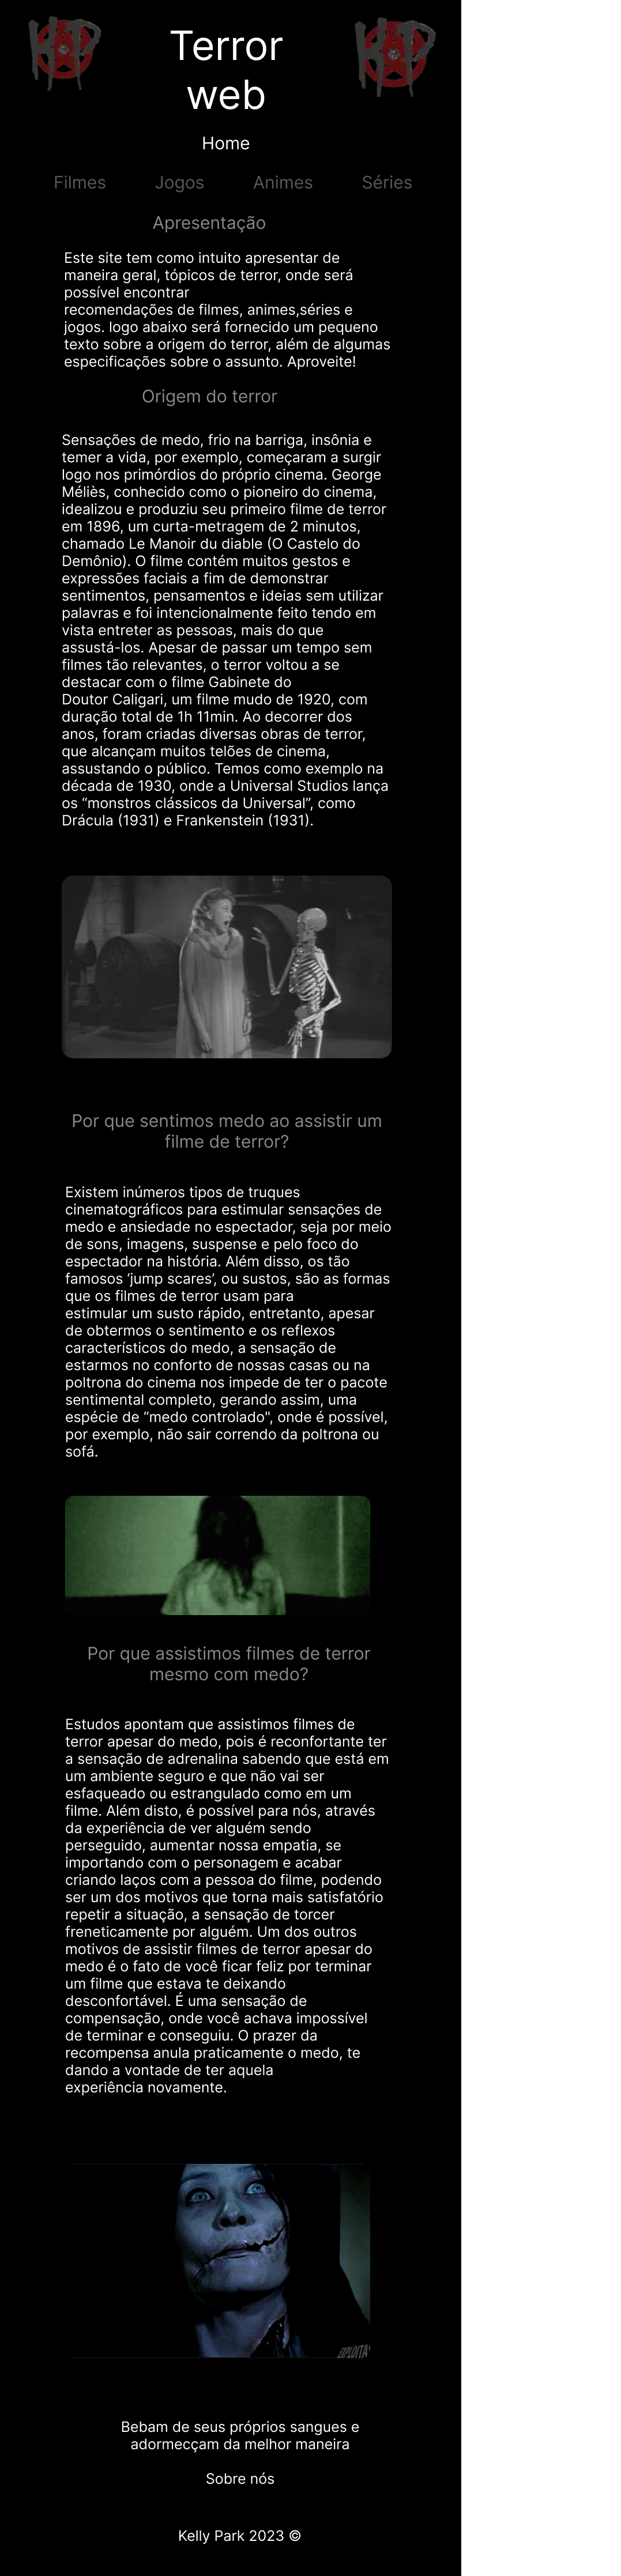 KP
KP
Terror
web
Home
Filmes Jogos Animes Séries
Apresentação
Este site tem como intuito apresentar de
maneira geral, tópicos de terror, onde será
possível encontrar
recomendações de filmes, animes,séries e
jogos. logo abaixo será fornecido um pequeno
texto sobre a origem do terror, além de algumas
especificações sobre o assunto. Aproveite!
Origem do terror
Sensações de medo, frio na barriga, insônia e
temer a vida, por exemplo, começaram a surgir
logo nos primórdios do próprio cinema. George
Méliès, conhecido como o pioneiro do cinema,
idealizou e produziu seu primeiro filme de terror
em 1896, um curta-metragem de 2 minutos,
chamado Le Manoir du diable (O Castelo do
Demônio). O filme contém muitos gestos e
expressões faciais a fim de demonstrar
sentimentos, pensamentos e ideias sem utilizar
palavras e foi intencionalmente feito tendo em
vista entreter as pessoas, mais do que
assustá-los. Apesar de passar um tempo sem
filmes tão relevantes, o terror voltou a se
destacar com o filme Gabinete do
Doutor Caligari, um filme mudo de 1920, com
duração total de 1h 11min. Ao decorrer dos
anos, foram criadas diversas obras de terror,
que alcançam muitos telões de cinema,
assustando o público. Temos como exemplo na
década de 1930, onde a Universal Studios lança
os “monstros clássicos da Universal”, como
Drácula (1931) e Frankenstein (1931).
Por que sentimos medo ao assistir um
filme de terror?
Existem inúmeros tipos de truques
cinematográficos para estimular sensações de
medo e ansiedade no espectador, seja por meio
de sons, imagens, suspense e pelo foco do
espectador na história. Além disso, os tão
famosos ‘jump scares’, ou sustos, são as formas
que os filmes de terror usam para
estimular um susto rápido, entretanto, apesar
de obtermos o sentimento e os reflexos
característicos do medo, a sensação de
estarmos no conforto de nossas casas ou na
poltrona do cinema nos impede de ter o pacote
sentimental completo, gerando assim, uma
espécie de “medo controlado", onde é possível,
por exemplo, não sair correndo da poltrona ou
sofá.
Por que assistimos filmes de terror
mesmo com medo?
Estudos apontam que assistimos filmes de
terror apesar do medo, pois é reconfortante ter
a sensação de adrenalina sabendo que está em
um ambiente seguro e que não vai ser
esfaqueado ou estrangulado como em um
filme. Além disto, é possível para nós, através
da experiência de ver alguém sendo
perseguido, aumentar nossa empatia, se
importando com o personagem e acabar
criando laços com a pessoa do filme, podendo
ser um dos motivos que torna mais satisfatório
repetir a situação, a sensação de torcer
freneticamente por alguém. Um dos outros
motivos de assistir filmes de terror apesar do
medo é o fato de você ficar feliz por terminar
um filme que estava te deixando
desconfortável. É uma sensação de
compensação, onde você achava impossível
de terminar e conseguiu. O prazer da
recompensa anula praticamente o medo, te
dando a vontade de ter aquela
experiência novamente.
EXPLOITA
Bebam de seus próprios sangues e
adormecçam da melhor maneira
Sobre nós
Kelly Park 2023 ©